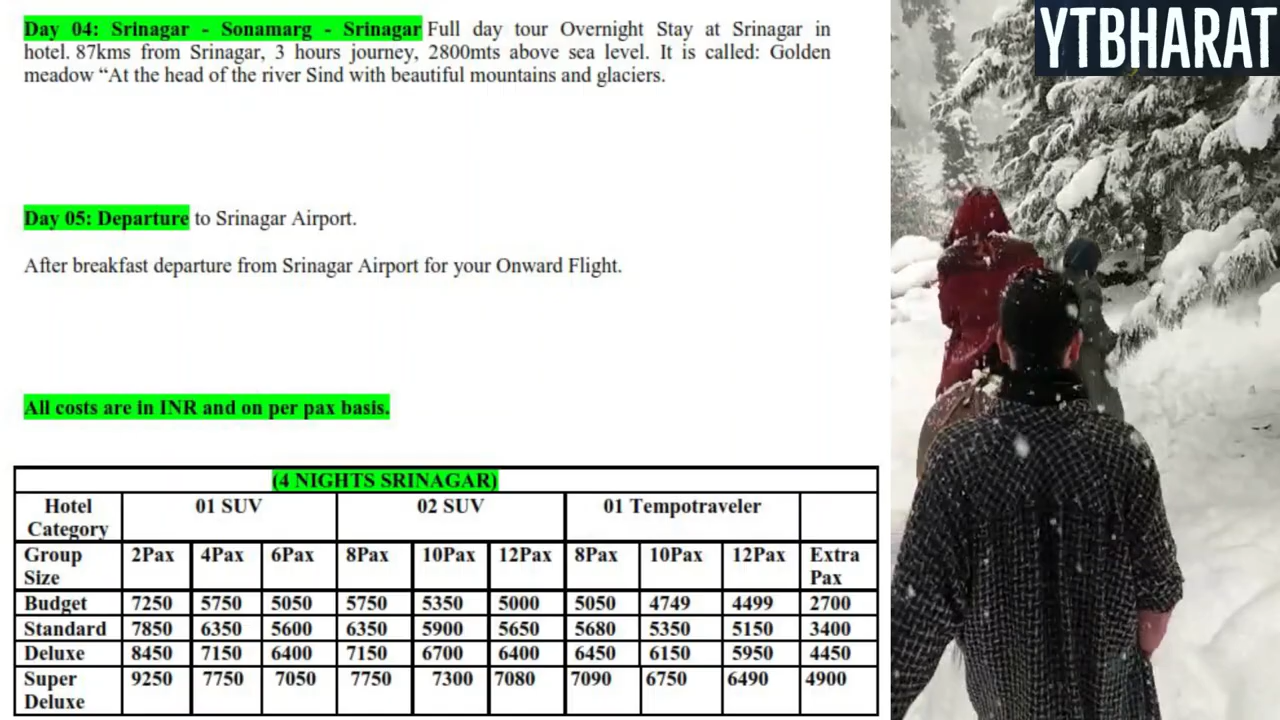 Day 04: Srinagar - Sonamarg - Srinagar Full day tour Overnight Stay at Srinagar in
hotel. 87kms from Srinagar, 3 hours journey, 2800mts above sea level. It is called: Golden
meadow “At the head of the river Sind with beautiful mountains and glaciers.
YTBHARAT
Day 05: Departure to Srinagar Airport.
After breakfast departure from Srinagar Airport for your Onward Flight.
All costs are in INR and on per pax basis.
(4 NIGHTS SRINAGAR)
Hotel Category 01 SUV 02 SUV 01 Tempotraveler
Group Size 2Pax 4Pax 6Pax 8Pax 10Pax 12Pax 8Pax 10Pax 12Pax Extra Pax
Budget 7250 5750 5050 5750 5350 5000 5050 4749 4499 2700
Standard 7850 6350 5600 6350 5900 5650 5680 5350 5150 3400
Deluxe 8450 7150 6400 7150 6700 6400 6450 6150 5950 4450
Super Deluxe 9250 7750 7050 7750 7300 7080 7090 6750 6490 4900